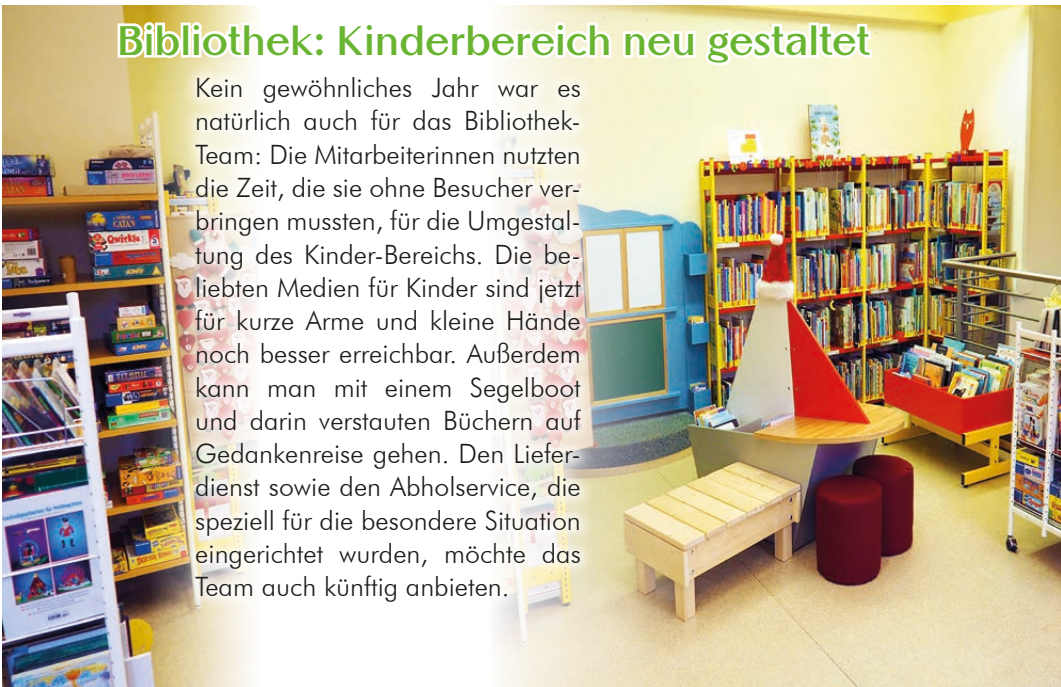 Bibliothek: Kinderbereich neu gestaltet
Kein gewöhnliches Jahr war es
natürlich auch für das Bibliothek-
Team: Die Mitarbeiterinnen nutzten
die Zeit, die sie ohne Besucher ver-
bringen mussten, für die Umgestal-
tung des Kinder-Bereichs. Die be-
liebten Medien für Kinder sind jetzt
für kurze Arme und kleine Hände
noch besser erreichbar. Außerdem
kann man mit einem Segelboot
und darin verstauten Büchern auf
Gedankenreise gehen. Den Liefer-
dienst sowie den Abholservice, die
speziell für die besondere Situation
eingerichtet wurden, möchte das
Team auch künftig anbieten.
CATAN
Qwirkle
TITANIC